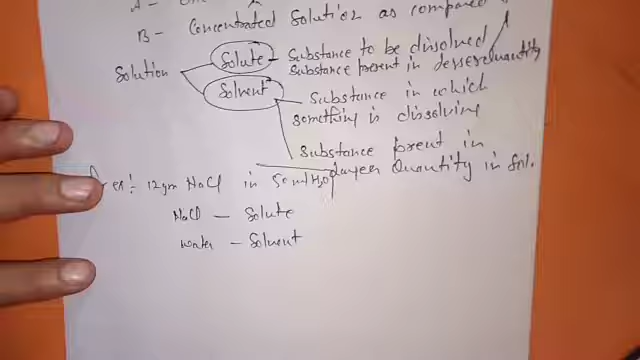 A -
B - Concentrated Solution as compared
Solute - Substance to be dissolved
Solution
Substance present in lesser quantity
Solvent
Substance in which
something is dissolving
Substance present in
larger Quantity in Sol.
ex:- 12gm NaCl in 50ml H2O
NaCl - Solute
water - Solvent